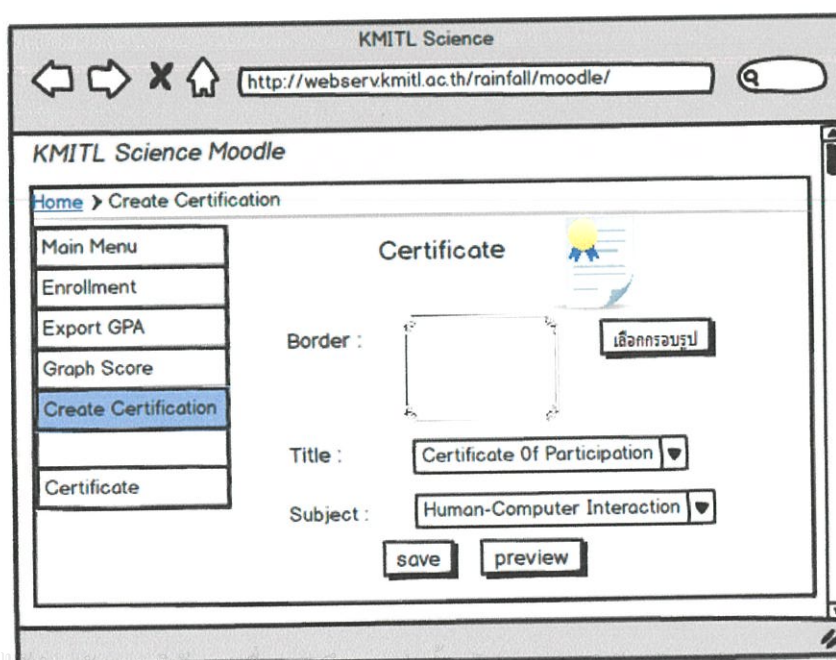 KMITL Science
http://webserv.kmitl.ac.th/rainfall/moodle/
KMITL Science Moodle
Home > Create Certification
Main Menu
Enrollment
Export GPA
Graph Score
Create Certification
Certificate
Certificate
Border :
เลือกกรอบรูป
Title :
Certificate Of Participation
Subject :
Human-Computer Interaction
save
preview